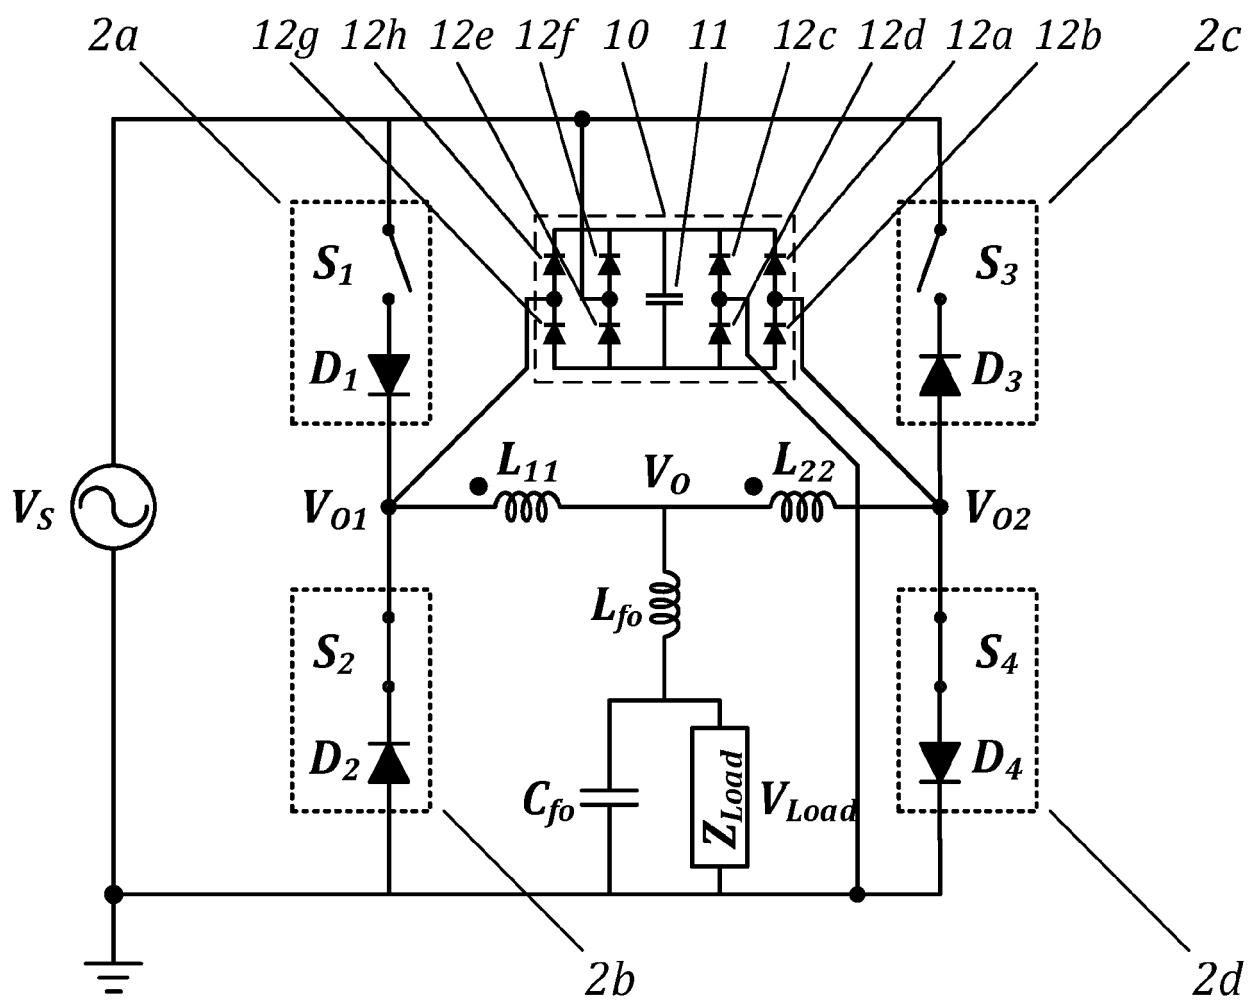 2a 12g 12h 12e 12f 10 11 12c 12d 12a 12b 2c
S1 S3
D1 D3
L11 VO L22
VS VO1 VO2
Lfo
S2 S4
D2 D4
Cfo ZLoad VLoad
2b 2d